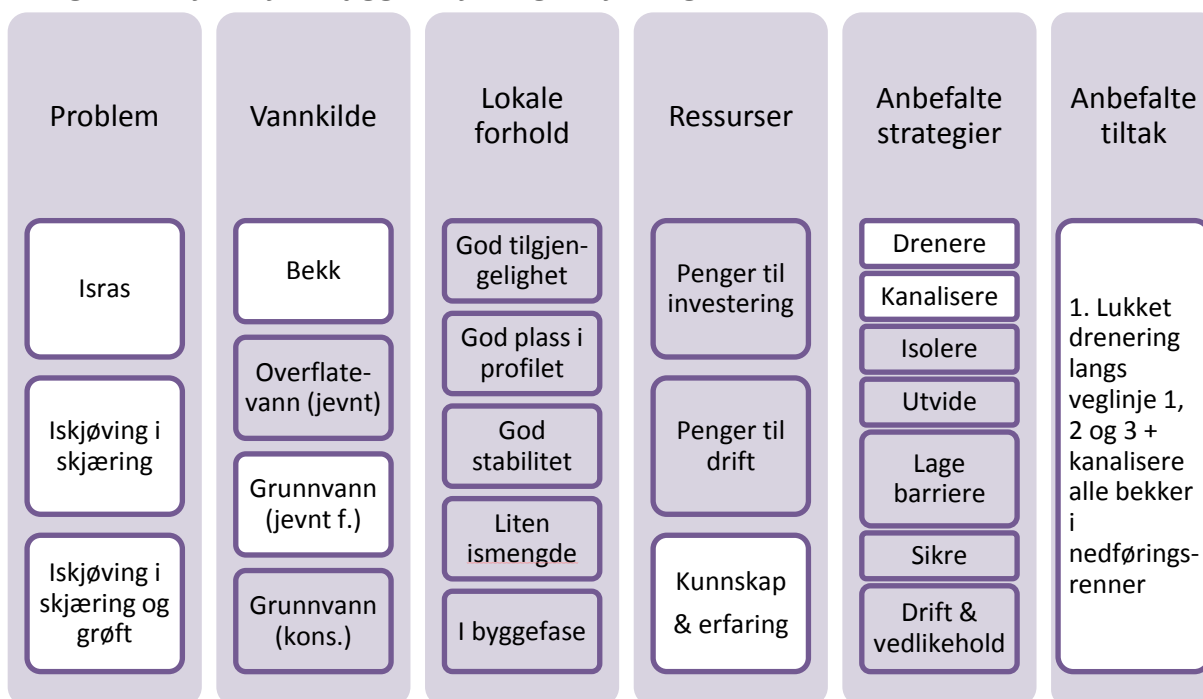 Problem
Isras
Iskjøving i
skjæring
Iskjøving i
skjæring og
grøft
Vannkilde
Bekk
Overflate-
vann (jevnt)
Grunnvann
(jevnt f.)
Grunnvann
(kons.)
Lokale
forhold
God tilgjen-
gelighet
God plass i
profilet
God
stabilitet
Liten
ismengde
I byggefase
Ressurser
Penger til
investering
Penger til
drift
Kunnskap
& erfaring
Anbefalte
strategier
Drenere
Kanalisere
Isolere
Utvide
Lage
barriere
Sikre
Drift &
vedlikehold
Anbefalte
tiltak
1. Lukket
drenering
langs
veglinje 1,
2 og 3 +
kanalisere
alle bekker
i
nedførings-
renner